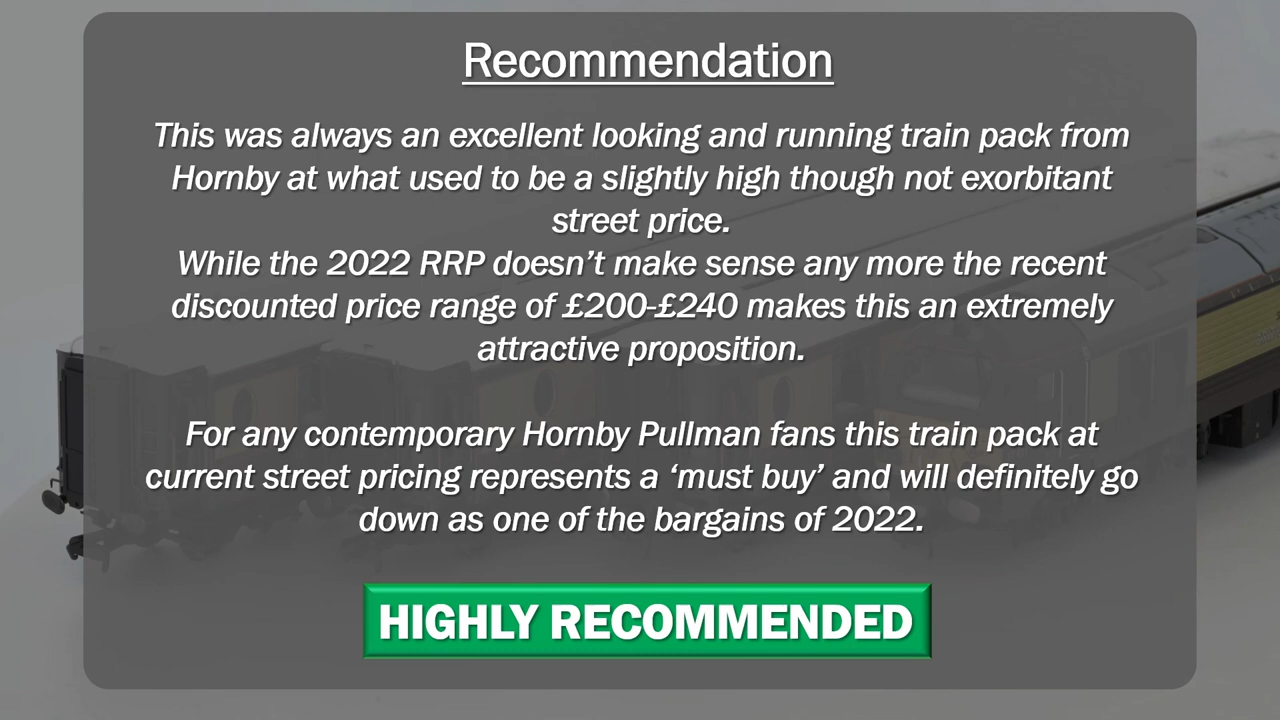 Recommendation
This was always an excellent looking and running train pack from
Hornby at what used to be a slightly high though not exorbitant
street price.
While the 2022 RRP doesn’t make sense any more the recent
discounted price range of £200-£240 makes this an extremely
attractive proposition.
For any contemporary Hornby Pullman fans this train pack at
current street pricing represents a ‘must buy’ and will definitely go
down as one of the bargains of 2022.
HIGHLY RECOMMENDED